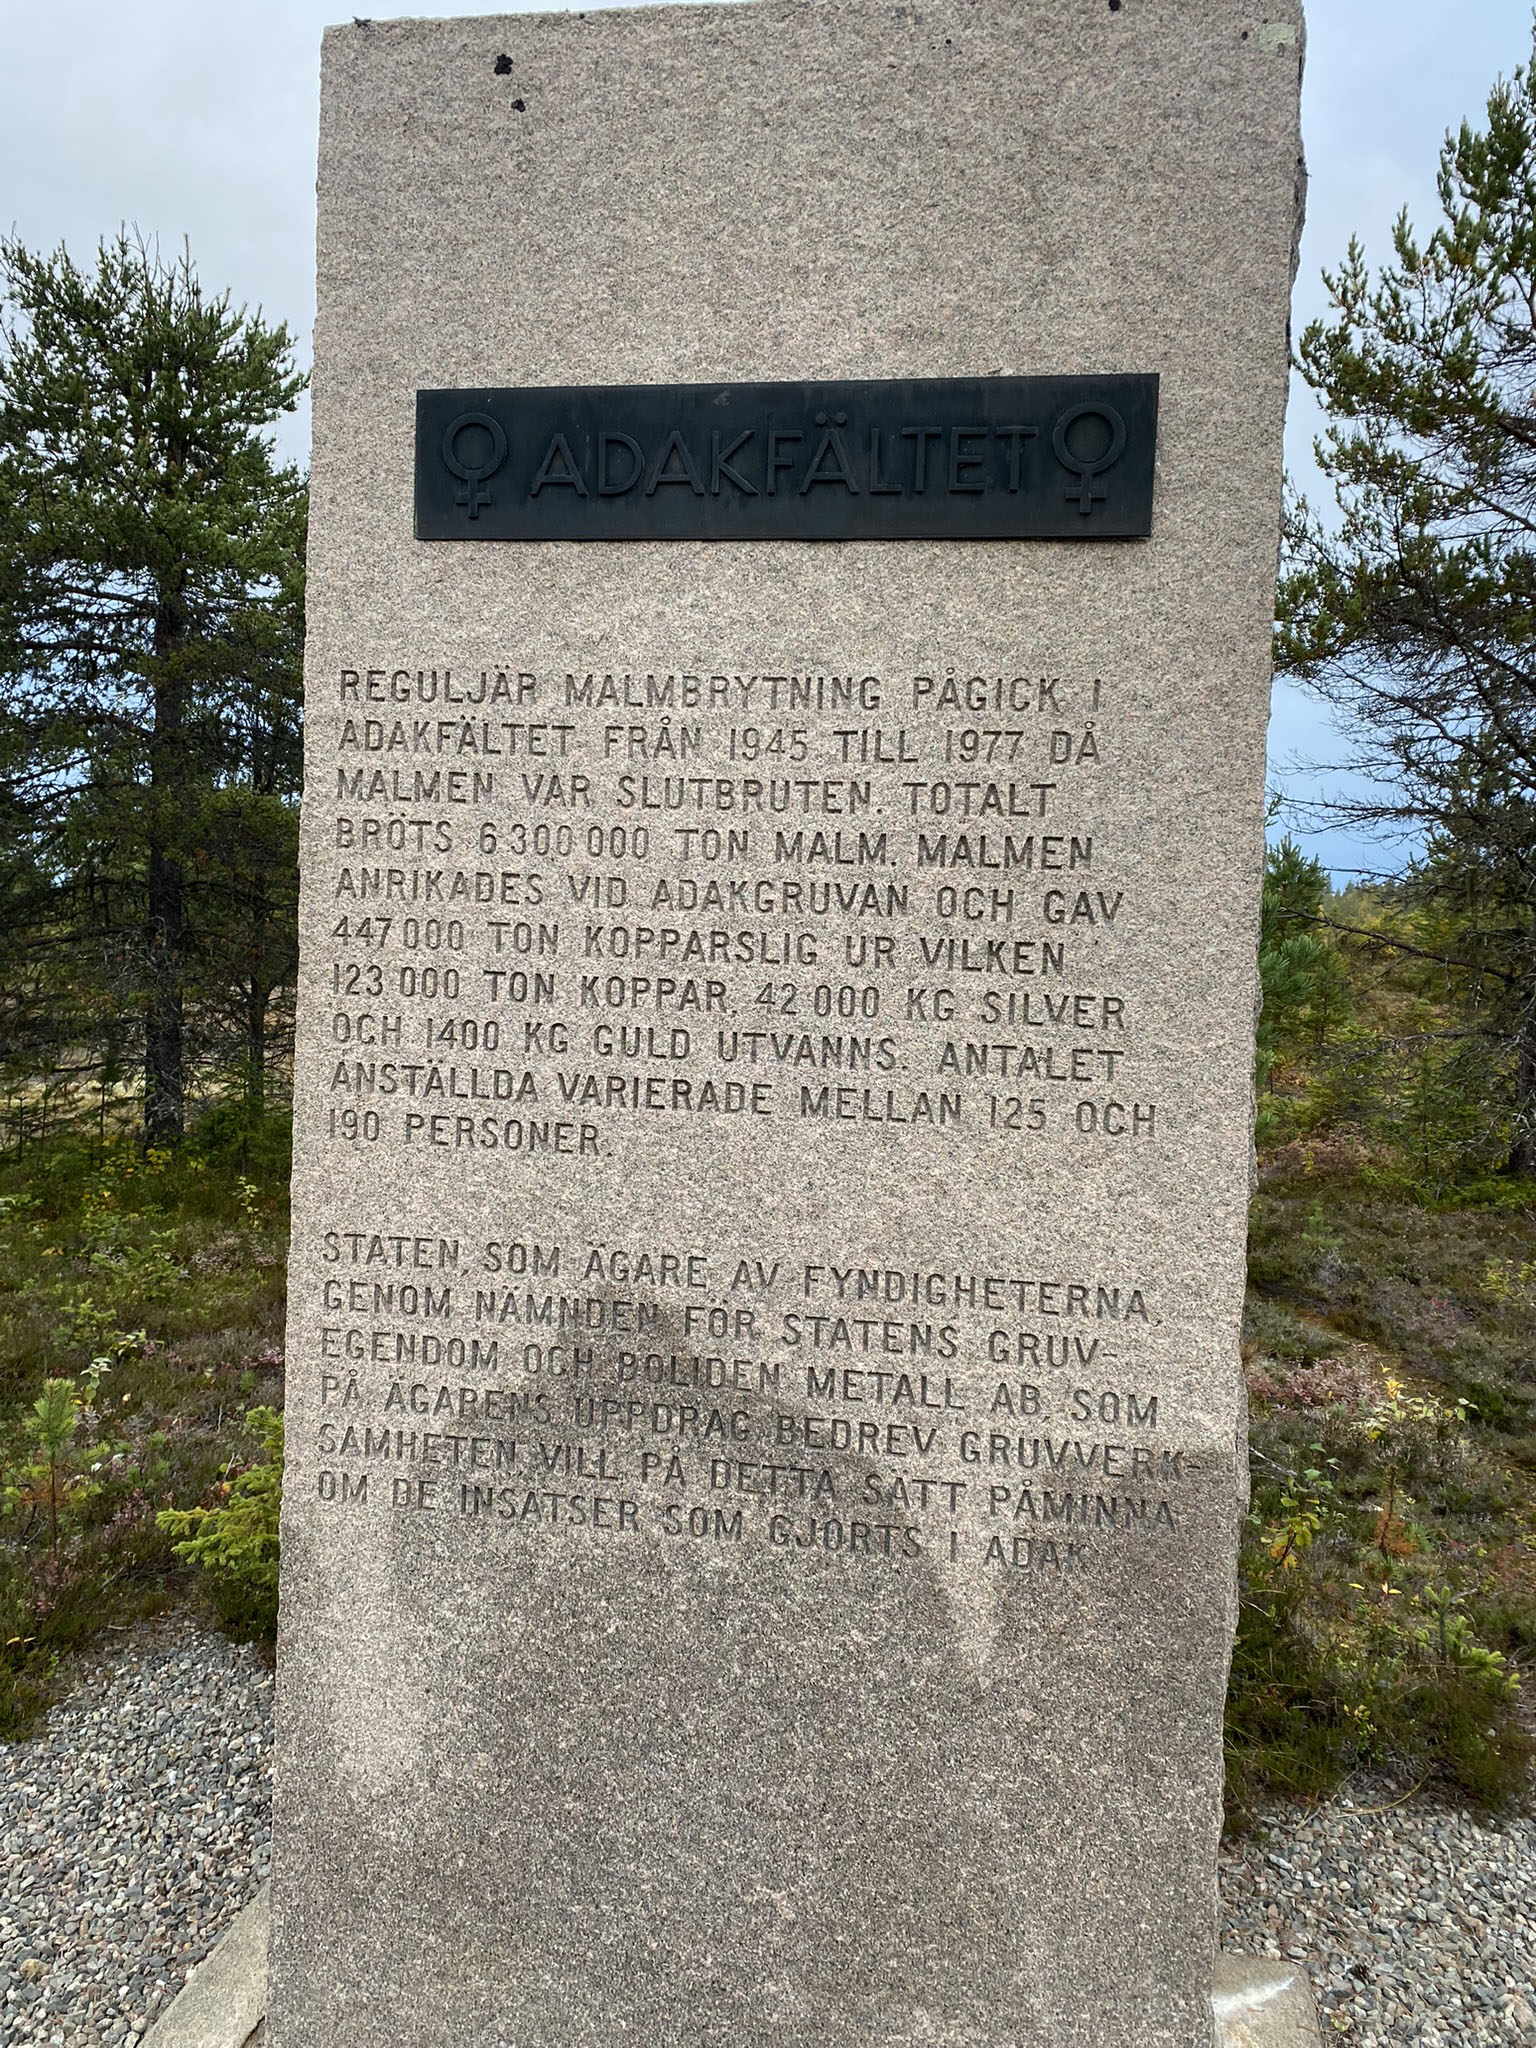 ♀ ADAKFÄLTET ♀
REGULJÄR MALMBRYTNING PÅGICK I
ADAKFÄLTET FRÅN 1945 TILL 1977 DÅ
MALMEN VAR SLUTBRUTEN. TOTALT
BRÖTS 6 300 000 TON MALM. MALMEN
ANRIKADES VID ADAKGRUVAN OCH GAV
447 000 TON KOPPARSLIG UR VILKEN
123 000 TON KOPPAR, 42 000 KG SILVER
OCH 1400 KG GULD UTVANNS. ANTALET
ANSTÄLLDA VARIERADE MELLAN 125 OCH
190 PERSONER.
STATEN, SOM ÄGARE AV FYNDIGHETERNA,
GENOM NÄMNDEN FÖR STATENS GRUV-
EGENDOM OCH BOLIDEN METALL AB, SOM
PÅ ÄGARENS UPPDRAG BEDREV GRUVVERK-
SAMHETEN, VILL PÅ DETTA SÄTT PÅMINNA
OM DE INSATSER SOM GJORTS I ADAK